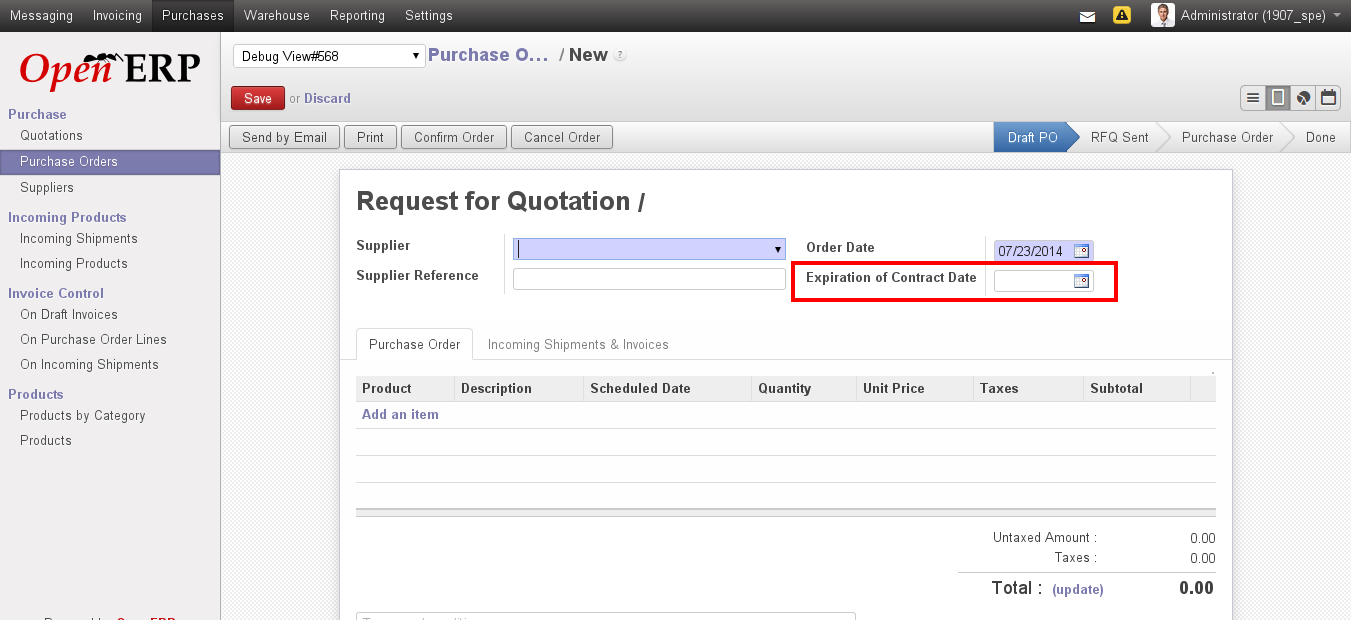 Messaging Invoicing Purchases Warehouse Reporting Settings Administrator (1907_spe)
Open ERP
Purchase
Quotations
Purchase Orders
Suppliers
Incoming Products
Incoming Shipments
Incoming Products
Invoice Control
On Draft Invoices
On Purchase Order Lines
On Incoming Shipments
Products
Products by Category
Products
Debug View#568 Purchase O... / New ?
Save or Discard
Send by Email Print Confirm Order Cancel Order Draft PO RFQ Sent Purchase Order Done
Request for Quotation /
Supplier Order Date 07/23/2014
Supplier Reference Expiration of Contract Date
Purchase Order Incoming Shipments & Invoices
Product Description Scheduled Date Quantity Unit Price Taxes Subtotal
Add an item
Untaxed Amount : 0.00
Taxes : 0.00
Total : (update) 0.00